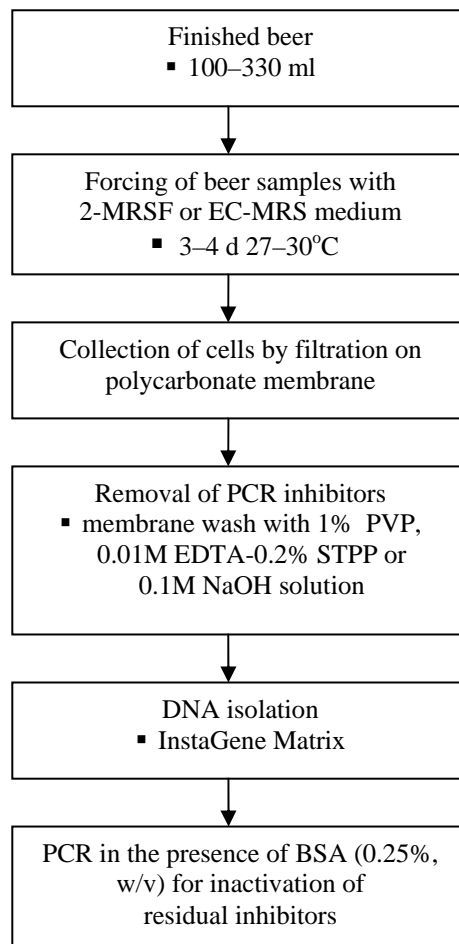 Finished beer
▪ 100–330 ml
Forcing of beer samples with
2-MRSF or EC-MRS medium
▪ 3–4 d 27–30°C
Collection of cells by filtration on
polycarbonate membrane
Removal of PCR inhibitors
▪ membrane wash with 1% PVP,
0.01M EDTA-0.2% STPP or
0.1M NaOH solution
DNA isolation
▪ InstaGene Matrix
PCR in the presence of BSA (0.25%,
w/v) for inactivation of
residual inhibitors